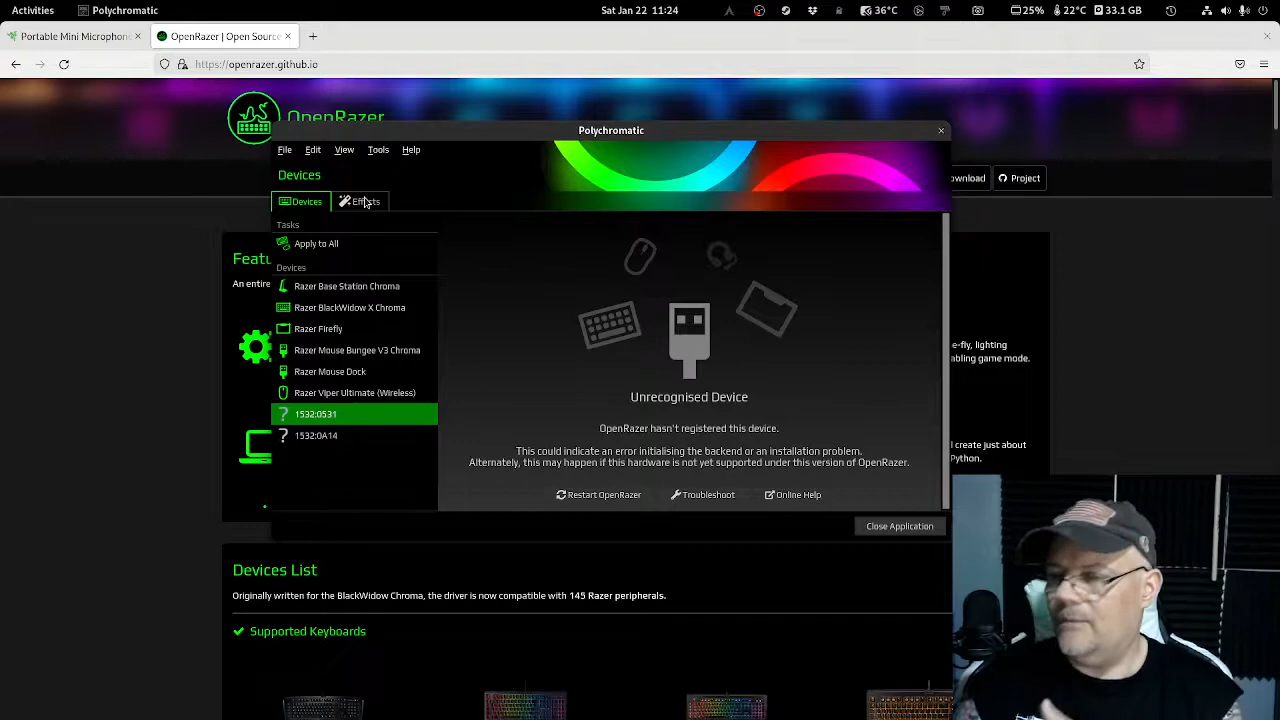 Activities Polychromatic Sat Jan 22 11:24 36°C 25% 22°C 33.1 GB
Portable Mini Microphone × OpenRazer | Open Source × +
https://openrazer.github.io
OpenRazer
Polychromatic
File Edit View Tools Help
Devices
ownload Project
Devices Effects
Tasks
Apply to All
Devices
Razer Base Station Chroma
Razer BlackWidow X Chroma
Razer Firefly
Razer Mouse Bungee V3 Chroma
Razer Mouse Dock
Razer Viper Ultimate (Wireless)
1532:0531
1532:0A14
Unrecognised Device
OpenRazer hasn't registered this device.
This could indicate an error initialising the backend or an installation problem.
Alternately, this may happen if this hardware is not yet supported under this version of OpenRazer.
Restart OpenRazer Troubleshoot Online Help
Close Application
Featu
An entire
e-fly, lighting
abling game mode.
l create just about
Python.
Devices List
Originally written for the BlackWidow Chroma, the driver is now compatible with 145 Razer peripherals.
Supported Keyboards